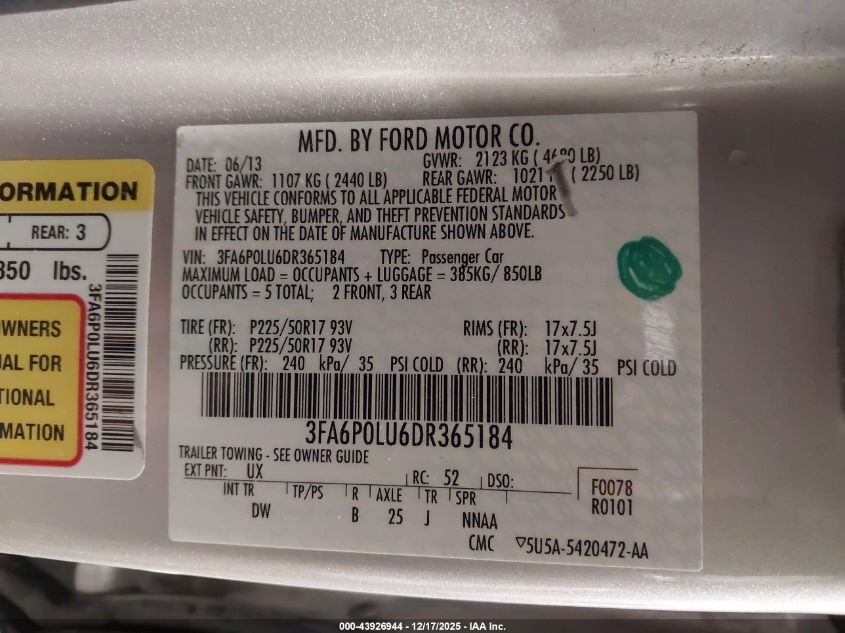 ORMATION
REAR: 3
350 lbs.
WNERS
UAL FOR
TIONAL
RMATION
3FA6P0LU6DR365184
MFD. BY FORD MOTOR CO.
DATE: 06/13 GVWR: 2123 KG ( LB)
FRONT GAWR: 1107 KG ( 2440 LB) REAR GAWR: ( 2250 LB)
THIS VEHICLE CONFORMS TO ALL APPLICABLE FEDERAL MOTOR
VEHICLE SAFETY, BUMPER, AND THEFT PREVENTION STANDARDS
IN EFFECT ON THE DATE OF MANUFACTURE SHOWN ABOVE.
VIN: 3FA6P0LU6DR365184 TYPE: Passenger Car
MAXIMUM LOAD = OCCUPANTS + LUGGAGE = 385KG/ 850LB
OCCUPANTS = 5 TOTAL; 2 FRONT, 3 REAR
TIRE (FR): P225/50R17 93V RIMS (FR): 17x7.5J
(RR): P225/50R17 93V (RR): 17x7.5J
PRESSURE (FR): 240 kPa/ 35 PSI COLD (RR): 240 kPa/ 35 PSI COLD
3FA6P0LU6DR365184
TRAILER TOWING - SEE OWNER GUIDE
EXT PNT: UX RC: 52 DSO:
INT TR TP/PS R AXLE TR SPR
DW B 25 J NNAA
F0078
R0101
CMC ▽5U5A-5420472-AA
000-43926944 - 12/17/2025 - IAA Inc.